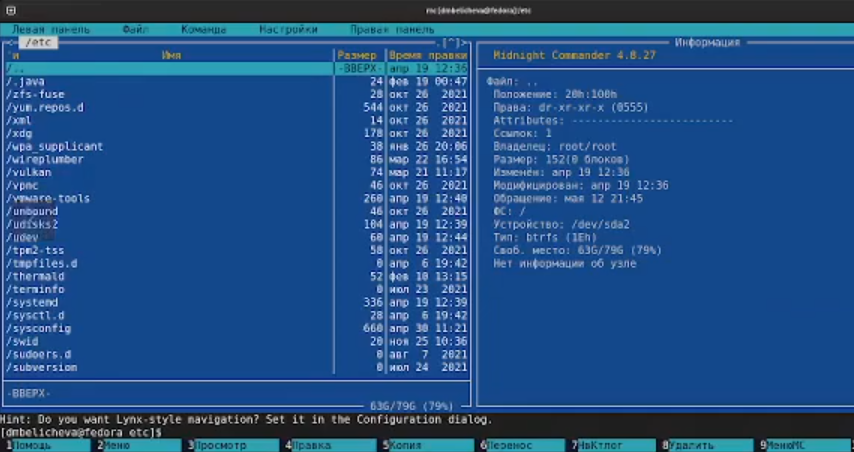 mc[dmbelicheva@fedora]:/etc
Левая панель Файл Команда Настройки Правая панель
/etc .[^]>
'и Имя Размер Время правки
/.. -ВВЕРХ- апр 19 12:36
/.java 24 фев 19 00:47
/zfs-fuse 28 окт 26 2021
/yum.repos.d 544 окт 26 2021
/xml 14 окт 26 2021
/xdg 178 окт 26 2021
/wpa_supplicant 38 янв 26 20:06
/wireplumber 86 мар 22 16:54
/vulkan 74 мар 21 11:17
/vpnc 46 окт 26 2021
/vmware-tools 260 апр 19 12:40
/unbound 46 окт 26 2021
/udisks2 104 апр 19 12:39
/udev 60 апр 19 12:44
/tpm2-tss 58 окт 26 2021
/tmpfiles.d 0 апр 6 19:42
/thermald 52 фев 10 13:15
/terminfo 0 июл 23 2021
/systemd 336 апр 19 12:39
/sysctl.d 28 апр 6 19:42
/sysconfig 660 апр 30 11:21
/swid 20 ноя 25 10:36
/sudoers.d 0 авг 7 2021
/subversion 0 июл 24 2021
-ВВЕРХ-
63G/79G (79%)
Информация
Midnight Commander 4.8.27
Файл: ..
Положение: 20h:100h
Права: dr-xr-xr-x (0555)
Attributes: ------------------------
Ссылок: 1
Владелец: root/root
Размер: 152(0 блоков)
Изменён: апр 19 12:36
Модифицирован: апр 19 12:36
Обращение: мая 12 21:45
ФС: /
Устройство: /dev/sda2
Тип: btrfs (1Eh)
Своб. место: 63G/79G (79%)
Нет информации об узле
Hint: Do you want Lynx-style navigation? Set it in the Configuration dialog.
[dmbelicheva@fedora etc]$
1Помощь 2Меню 3Просмотр 4Правка 5Копия 6Перенос 7НвКтлог 8Удалить 9МенюMC